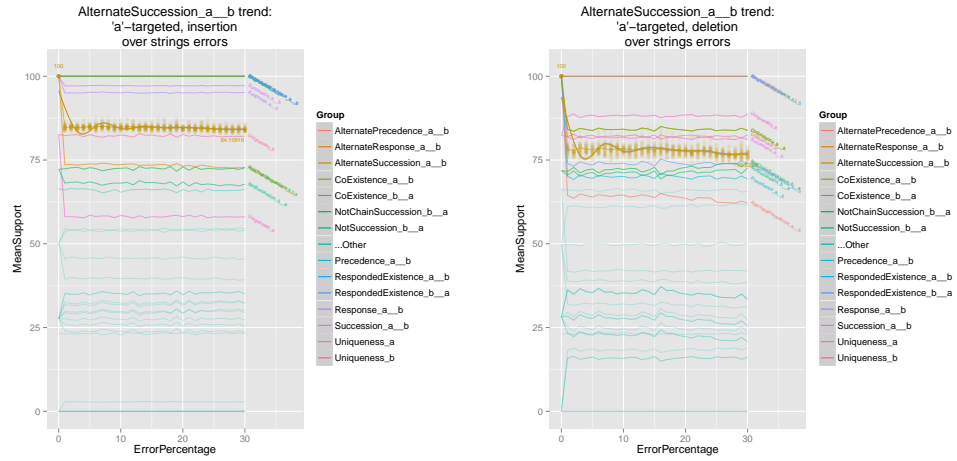 AlternateSuccession_a__b trend:
'a'−targeted, insertion
over strings errors
100
100
75
50
25
0
84.10819
0
10
20
30
MeanSupport
ErrorPercentage
Group
AlternatePrecedence_a__b
AlternateResponse_a__b
AlternateSuccession_a__b
CoExistence_a__b
CoExistence_b__a
NotChainSuccession_b__a
NotSuccession_b__a
...Other
Precedence_a__b
RespondedExistence_a__b
RespondedExistence_b__a
Response_a__b
Succession_a__b
Uniqueness_a
Uniqueness_b
AlternateSuccession_a__b trend:
'a'−targeted, deletion
over strings errors
100
100
75
50
25
0
0
10
20
30
MeanSupport
ErrorPercentage
Group
AlternatePrecedence_a__b
AlternateResponse_a__b
AlternateSuccession_a__b
CoExistence_a__b
CoExistence_b__a
NotChainSuccession_b__a
NotSuccession_b__a
...Other
Precedence_a__b
RespondedExistence_a__b
RespondedExistence_b__a
Response_a__b
Succession_a__b
Uniqueness_a
Uniqueness_b